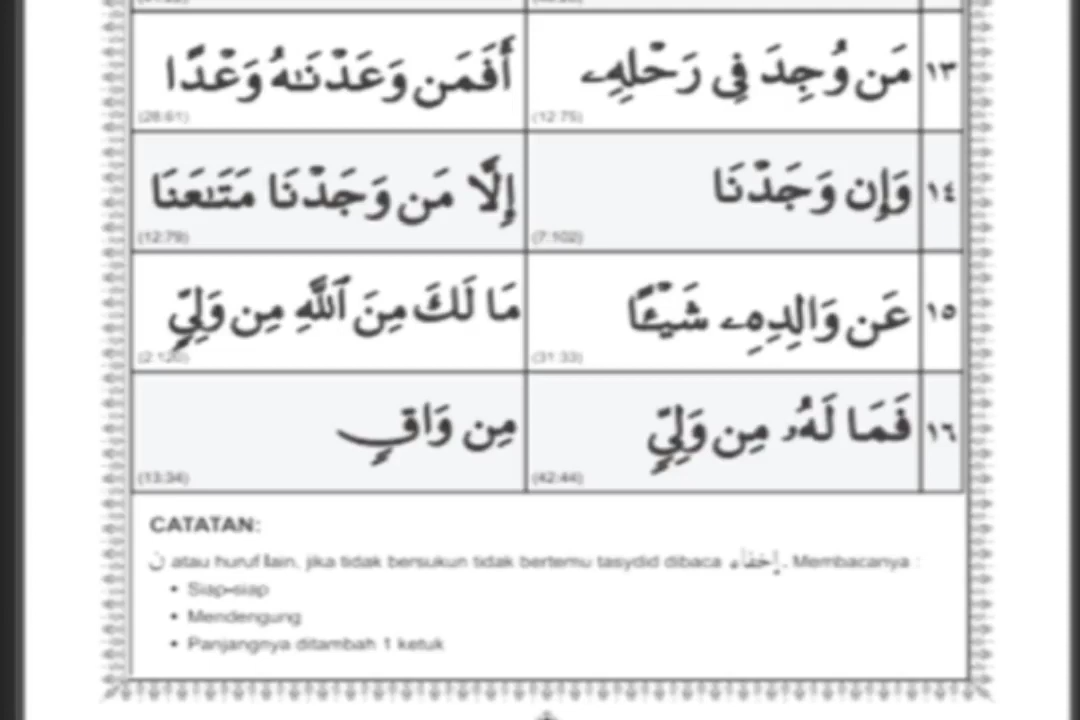 ١٣ مَن وُجِدَ فِى رَحْلِهِۦ أَفَمَن وَعَدْنَـٰهُ وَعْدًا
(12:75) (28:61)
١٤ وَإِن وَجَدْنَا إِلَّا مَن وَجَدْنَا مَتَـٰعَنَا
(7:102) (12:79)
١٥ عَن وَالِدِهِۦ شَيْـًٔا مَا لَكَ مِنَ ٱللَّهِ مِن وَلِىٍّ
(31:33) (2:120)
١٦ فَمَا لَهُۥ مِن وَلِىٍّ مِن وَاقٍ
(42:44) (13:34)
CATATAN:
ن atau huruf lain, jika tidak bersukun tidak bertemu tasydid dibaca إخفاء. Membacanya :
• Siap-siap
• Mendengung
• Panjangnya ditambah 1 ketuk